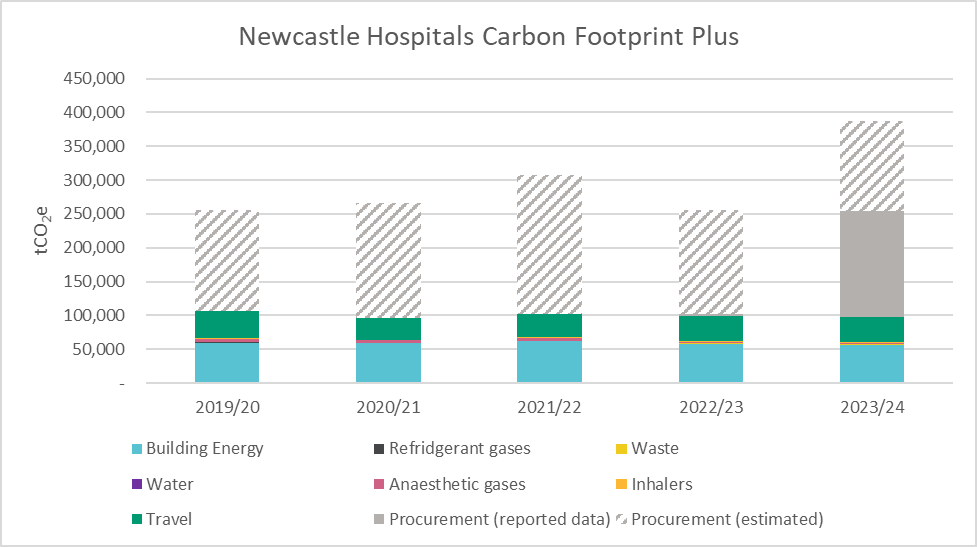 Newcastle Hospitals Carbon Footprint Plus
450,000
400,000
350,000
300,000
250,000
200,000
150,000
100,000
50,000
-
tCO₂e
2019/20 2020/21 2021/22 2022/23 2023/24
Building Energy Refridgerant gases Waste
Water Anaesthetic gases Inhalers
Travel Procurement (reported data) Procurement (estimated)